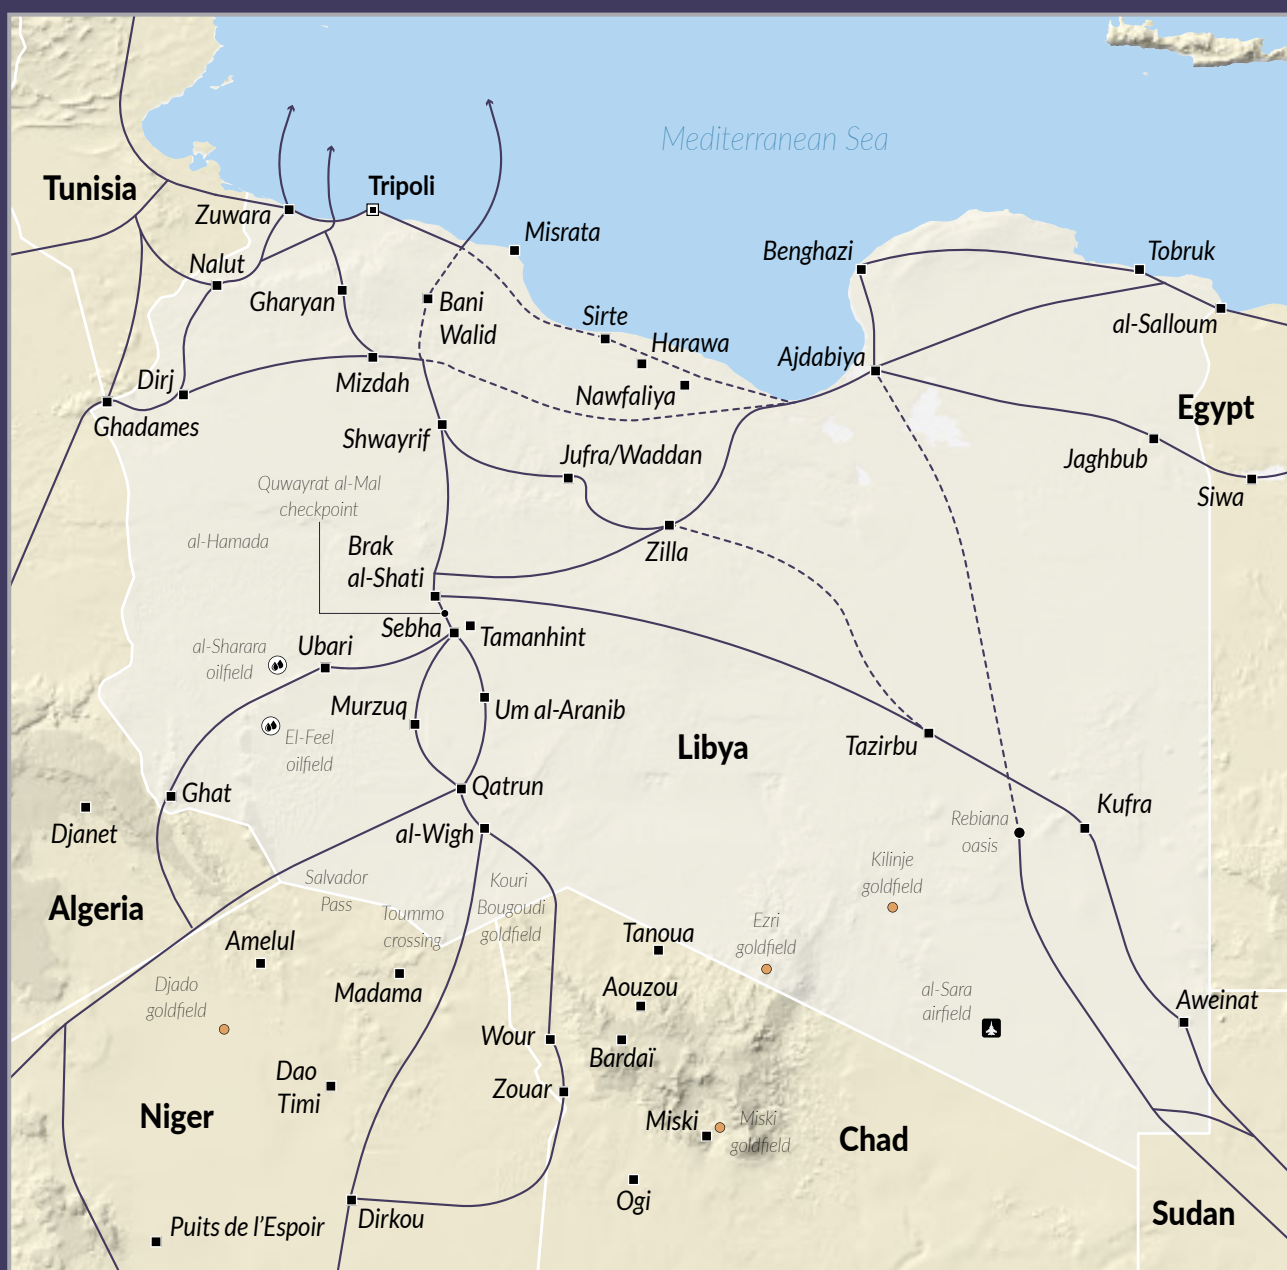 Mediterranean Sea
Tunisia
Tripoli
Zuwara
Misrata
Benghazi
Tobruk
Nalut
Gharyan
Bani
Walid
Sirte
Harawa
al-Salloum
Ajdabiya
Dirj
Mizdah
Nawfaliya
Egypt
Ghadames
Shwayrif
Jufra/Waddan
Jaghbub
Siwa
Quwayrat al-Mal
checkpoint
al-Hamada
Brak
al-Shati
Zilla
Sebha
Tamanhint
al-Sharara
oilfield
Ubari
Murzuq
Um al-Aranib
El-Feel
oilfield
Libya
Tazirbu
Ghat
Qatrun
Kufra
Djanet
al-Wigh
Rebiana
oasis
Kilinje
goldfield
Algeria
Salvador
Pass
Kouri
Bougoudi
goldfield
Toummo
crossing
Ezri
goldfield
Tanoua
Amelul
Djado
goldfield
Madama
Aouzou
al-Sara
airfield
Aweinat
Wour
Bardaï
Dao
Timi
Zouar
Niger
Miski
Miski
goldfield
Chad
Ogi
Puits de l’Espoir
Dirkou
Sudan